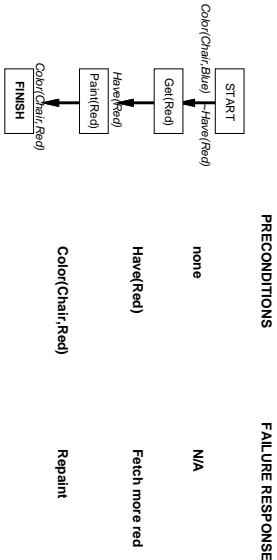 PRECONDITIONS FAILURE RESPONSE
START
Color(Chair,Blue) ~Have(Red)
none N/A
Get(Red)
Have(Red)
Have(Red) Fetch more red
Paint(Red)
Color(Chair,Red)
Color(Chair,Red) Repaint
FINISH